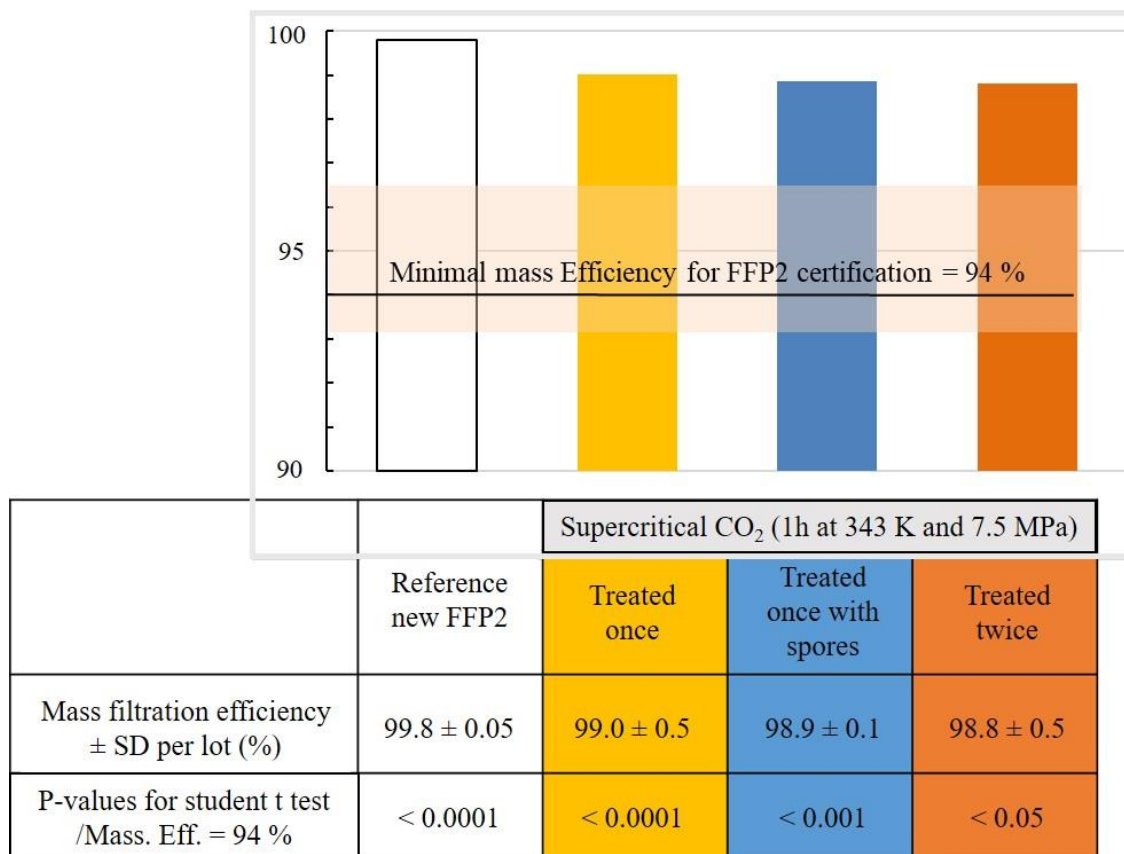 100
95
Minimal mass Efficiency for FFP2 certification = 94 %
90
Supercritical CO₂ (1h at 343 K and 7.5 MPa)
Reference
new FFP2
Treated
once
Treated
once with
spores
Treated
twice
Mass filtration efficiency
± SD per lot (%)
99.8 ± 0.05
99.0 ± 0.5
98.9 ± 0.1
98.8 ± 0.5
P-values for student t test
/Mass. Eff. = 94 %
< 0.0001
< 0.0001
< 0.001
< 0.05